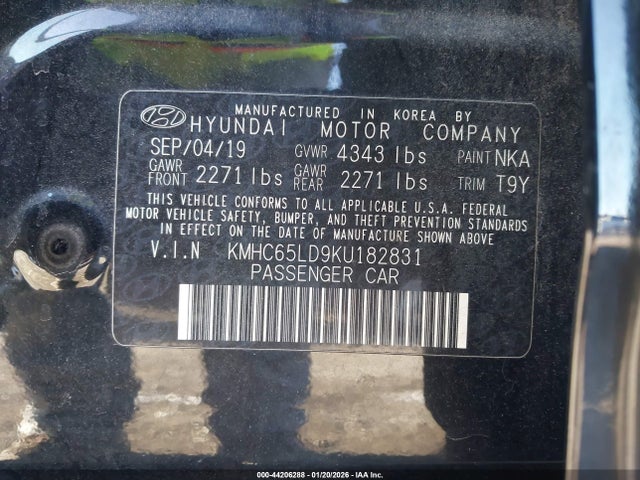 MANUFACTURED IN KOREA BY
HYUNDAI MOTOR COMPANY
SEP/04/19 GVWR 4343 lbs PAINT NKA
GAWR FRONT 2271 lbs GAWR REAR 2271 lbs TRIM T9Y
THIS VEHICLE CONFORMS TO ALL APPLICABLE U.S.A. FEDERAL
MOTOR VEHICLE SAFETY, BUMPER, AND THEFT PREVENTION STANDARDS
IN EFFECT ON THE DATE OF MANUFACTURE SHOWN ABOVE
V.I.N KMHC65LD9KU182831
PASSENGER CAR
000-44206288 - 01/20/2026 - IAA Inc.